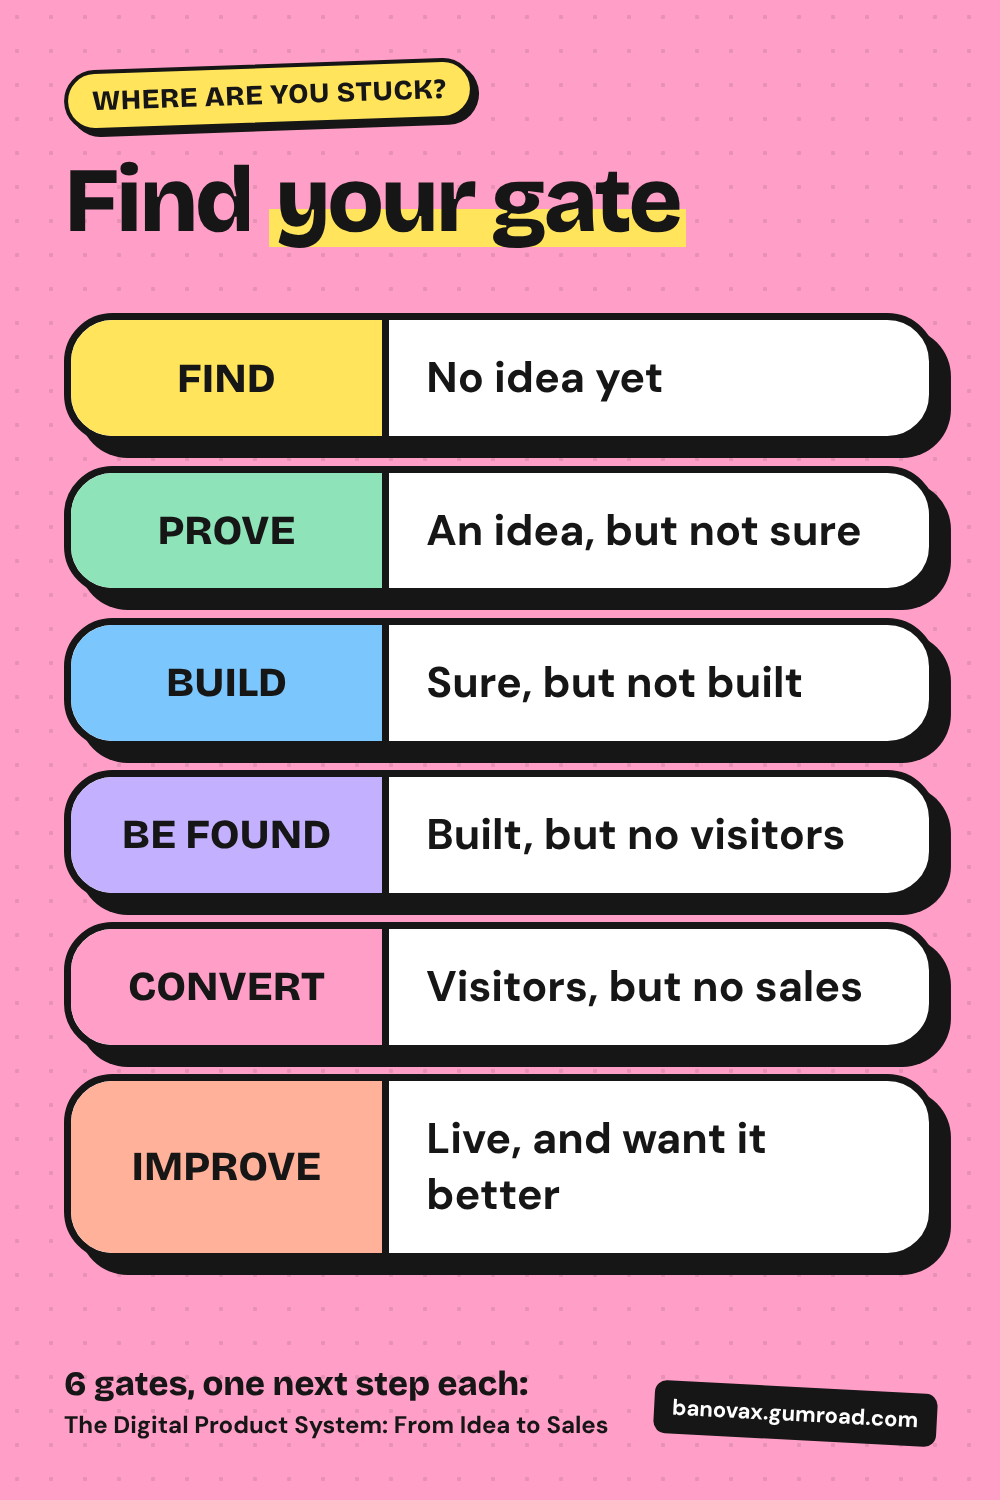 WHERE ARE YOU STUCK?
Find your gate
FIND
No idea yet
PROVE
An idea, but not sure
BUILD
Sure, but not built
BE FOUND
Built, but no visitors
CONVERT
Visitors, but no sales
IMPROVE
Live, and want it
better
6 gates, one next step each:
The Digital Product System: From Idea to Sales
banovax.gumroad.com